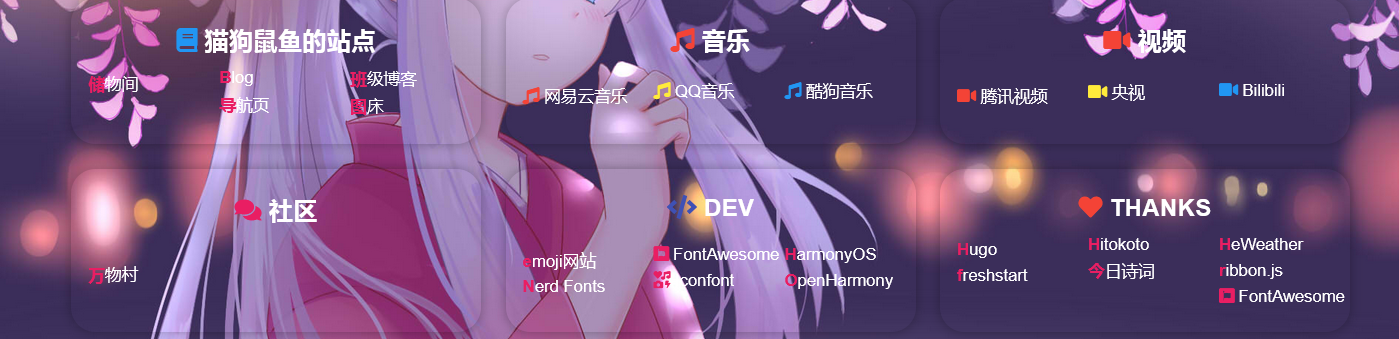 猫狗鼠鱼的站点
储物间
Blog
班级博客
导航页
图床
音乐
网易云音乐
QQ音乐
酷狗音乐
视频
腾讯视频
央视
Bilibili
社区
万物村
DEV
emoji网站
FontAwesome
HarmonyOS
Nerd Fonts
Iconfont
OpenHarmony
THANKS
Hugo
Hitokoto
HeWeather
freshstart
今日诗词
ribbon.js
FontAwesome